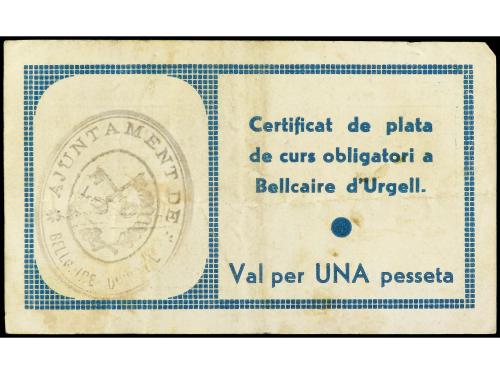 AJUNTAMENT DE
Certificat de plata
de curs obligatori a
Bellcaire d'Urgell.
Val per UNA pesseta